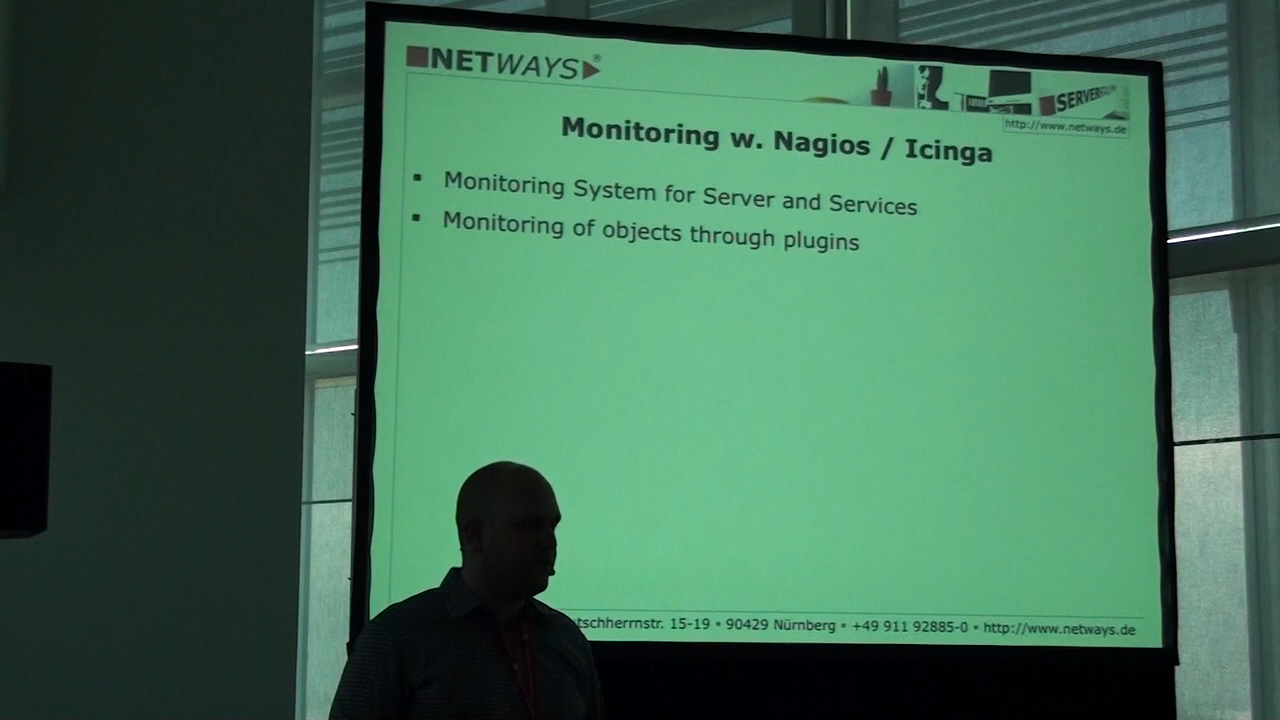 NETWAYS®
SERVER
http://www.netways.de
Monitoring w. Nagios / Icinga
▪ Monitoring System for Server and Services
▪ Monitoring of objects through plugins
tschherrnstr. 15-19 ▪ 90429 Nürnberg ▪ +49 911 92885-0 ▪ http://www.netways.de